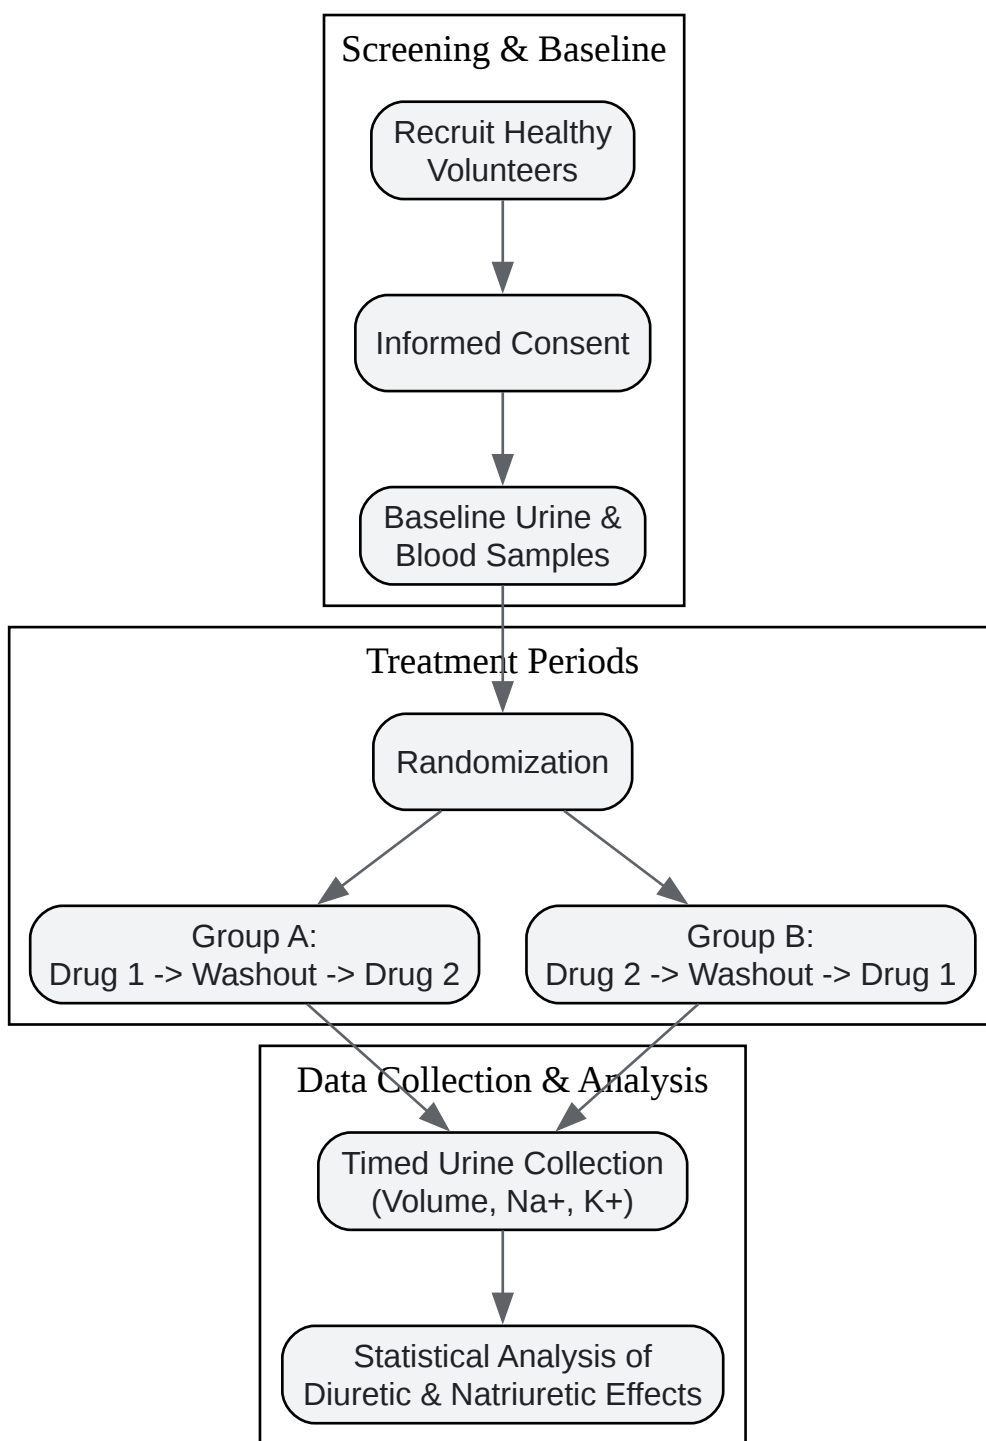 Screening & Baseline
Recruit Healthy
Volunteers
Informed Consent
Baseline Urine &
Blood Samples
Treatment Periods
Randomization
Group A:
Drug 1 -> Washout -> Drug 2
Group B:
Drug 2 -> Washout -> Drug 1
Data Collection & Analysis
Timed Urine Collection
(Volume, Na+, K+)
Statistical Analysis of
Diuretic & Natriuretic Effects